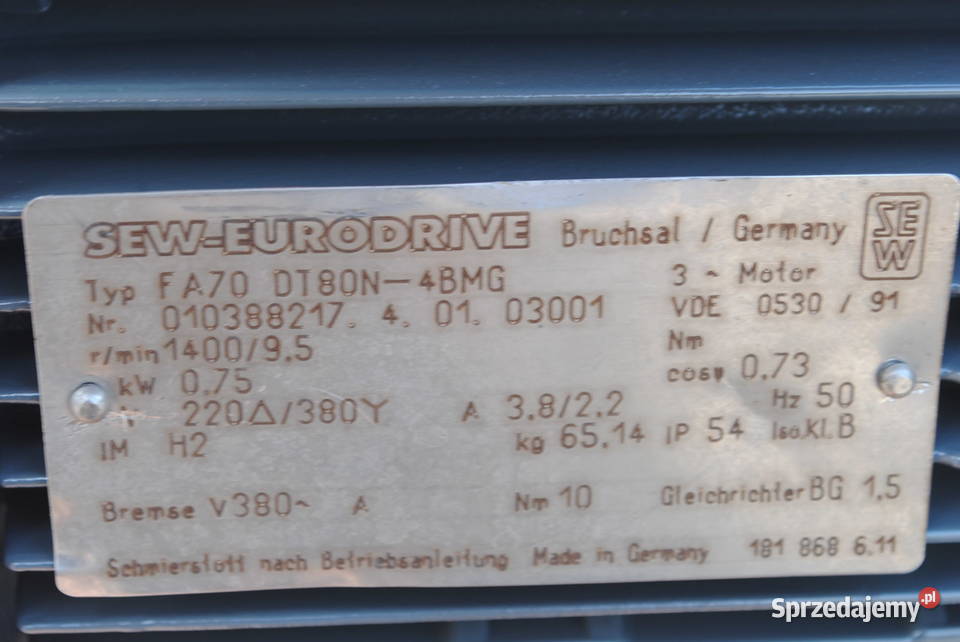 SEW-EURODRIVE Bruchsal / Germany SEW
Typ FA70 DT80N-4BMG 3 ~ Motor
Nr. 010388217. 4. 01. 03001 VDE 0530 / 91
r/min 1400/9.5 Nm
kW 0.75 cosφ 0,73
220Δ/380Y A 3.8/2.2 Hz 50
IM H2 kg 65.14 IP 54 Iso.Kl. B
Bremse V 380~ A Nm 10 Gleichrichter BG 1.5
Schmierstoff nach Betriebsanleitung Made in Germany 181 868 6.11
Sprzedajemy.pl